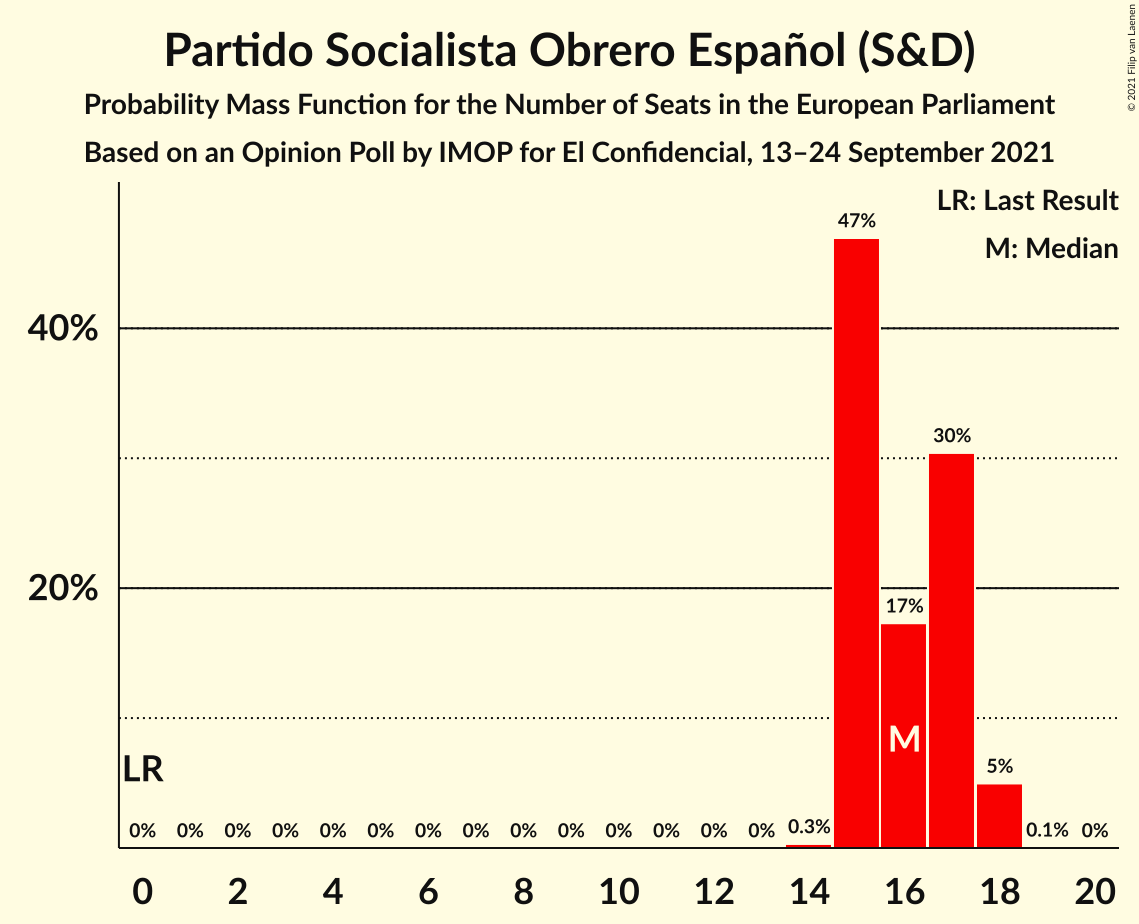 Partido Socialista Obrero Español (S&D)
Probability Mass Function for the Number of Seats in the European Parliament
Based on an Opinion Poll by IMOP for El Confidencial, 13–24 September 2021
© 2021 Filip van Laenen
LR: Last Result
M: Median
47%
40%
30%
20%
17%
M
LR
5%
0% 0% 0% 0% 0% 0% 0% 0% 0% 0% 0% 0% 0% 0% 0.3% 0.1% 0%
0 2 4 6 8 10 12 14 16 18 20